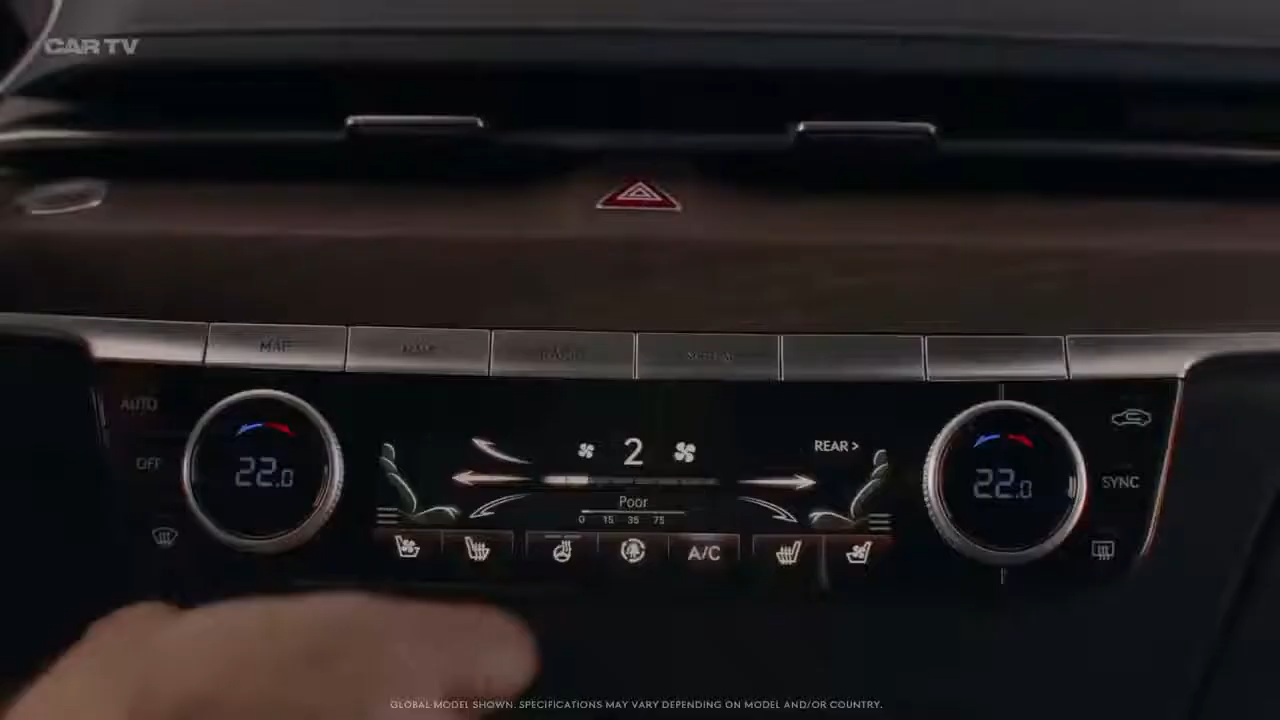 CAR TV
MAP
AUTO
OFF
22.0
2
REAR >
Poor
0 15 35 75
A/C
22.0
SYNC
GLOBAL MODEL SHOWN. SPECIFICATIONS MAY VARY DEPENDING ON MODEL AND/OR COUNTRY.